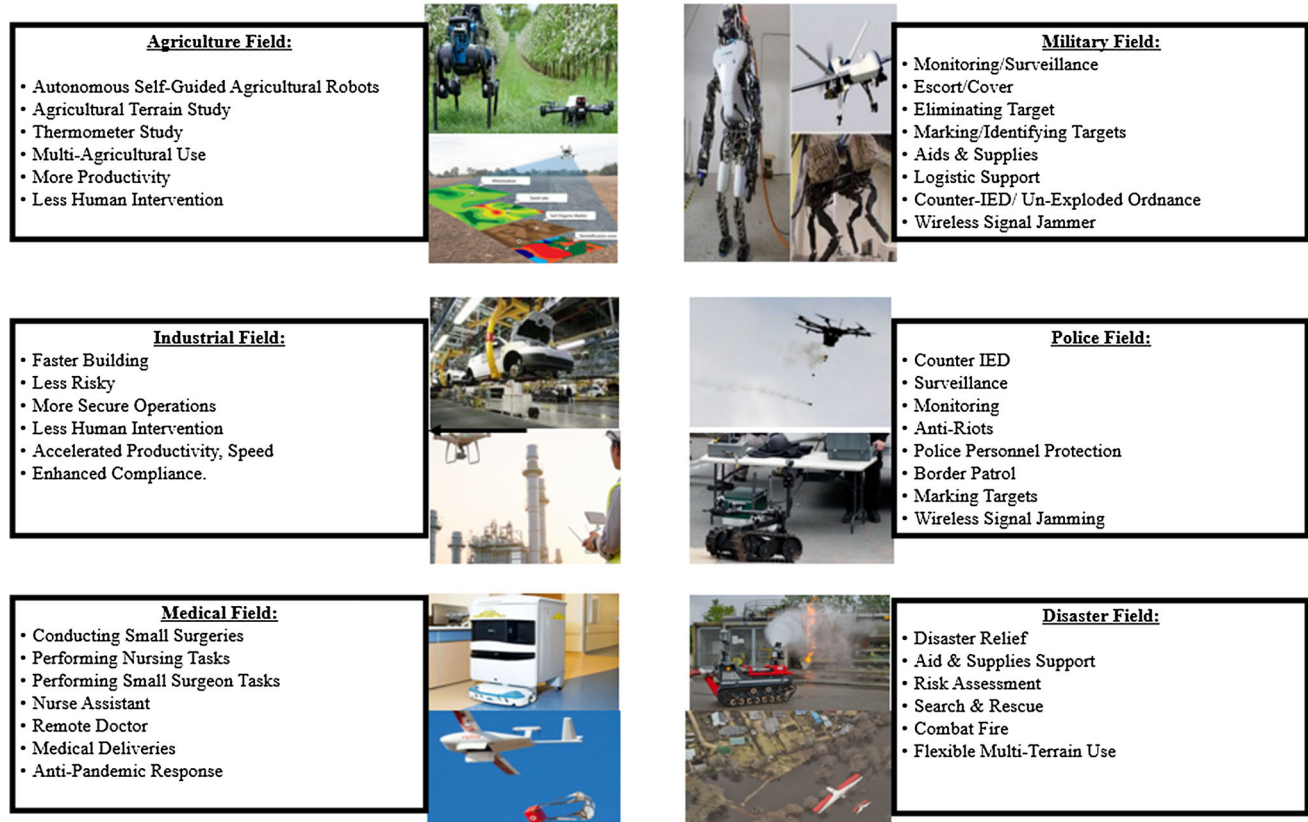 Agriculture Field:
• Autonomous Self-Guided Agricultural Robots
• Agricultural Terrain Study
• Thermometer Study
• Multi-Agricultural Use
• More Productivity
• Less Human Intervention
Mineralization
Seed rate
Soil Organic Matter
Military Field:
• Monitoring/Surveillance
• Escort/Cover
• Eliminating Target
• Marking/Identifying Targets
• Aids & Supplies
• Logistic Support
• Counter-IED/ Un-Exploded Ordnance
• Wireless Signal Jammer
Industrial Field:
• Faster Building
• Less Risky
• More Secure Operations
• Less Human Intervention
• Accelerated Productivity, Speed
• Enhanced Compliance.
Police Field:
• Counter IED
• Surveillance
• Monitoring
• Anti-Riots
• Police Personnel Protection
• Border Patrol
• Marking Targets
• Wireless Signal Jamming
Medical Field:
• Conducting Small Surgeries
• Performing Nursing Tasks
• Performing Small Surgeon Tasks
• Nurse Assistant
• Remote Doctor
• Medical Deliveries
• Anti-Pandemic Response
Disaster Field:
• Disaster Relief
• Aid & Supplies Support
• Risk Assessment
• Search & Rescue
• Combat Fire
• Flexible Multi-Terrain Use